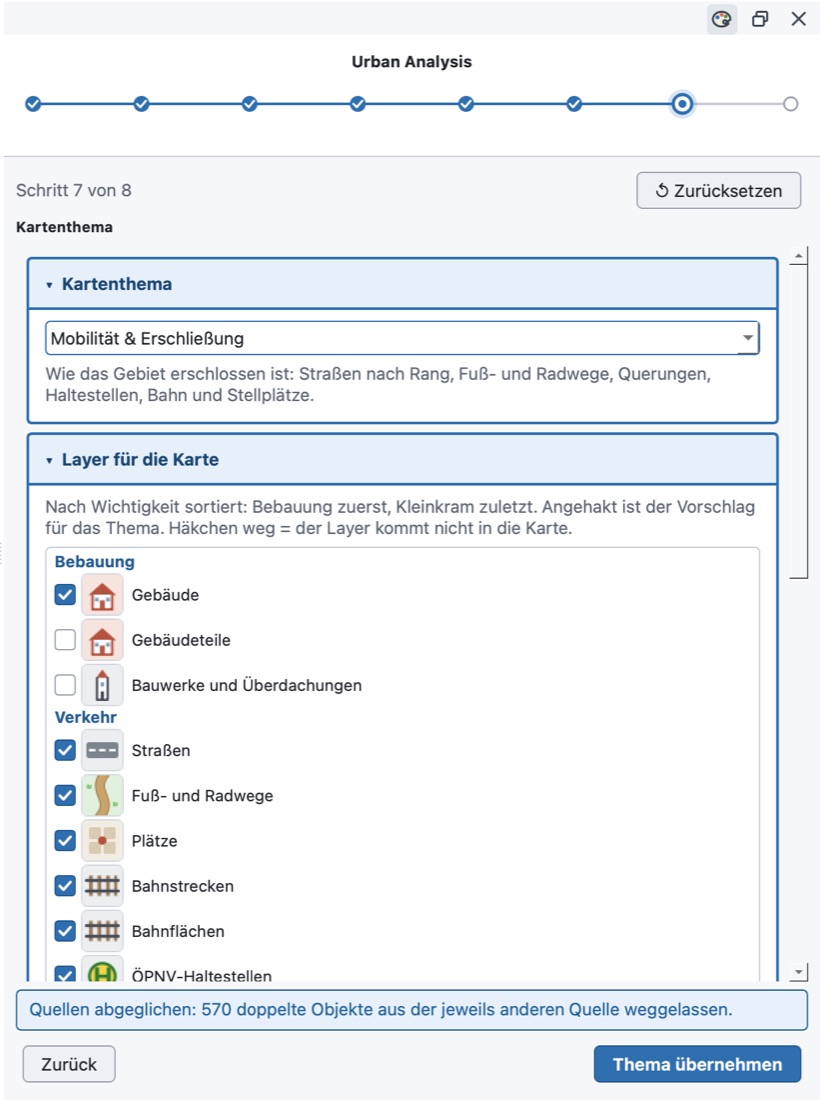 Urban Analysis
Schritt 7 von 8
Zurücksetzen
Kartenthema
Kartenthema
Mobilität & Erschließung
Wie das Gebiet erschlossen ist: Straßen nach Rang, Fuß- und Radwege, Querungen,
Haltestellen, Bahn und Stellplätze.
Layer für die Karte
Nach Wichtigkeit sortiert: Bebauung zuerst, Kleinkram zuletzt. Angehakt ist der Vorschlag
für das Thema. Häkchen weg = der Layer kommt nicht in die Karte.
Bebauung
Gebäude
Gebäudeteile
Bauwerke und Überdachungen
Verkehr
Straßen
Fuß- und Radwege
Plätze
Bahnstrecken
Bahnflächen
H ÖPNV-Haltestellen
Quellen abgeglichen: 570 doppelte Objekte aus der jeweils anderen Quelle weggelassen.
Zurück
Thema übernehmen